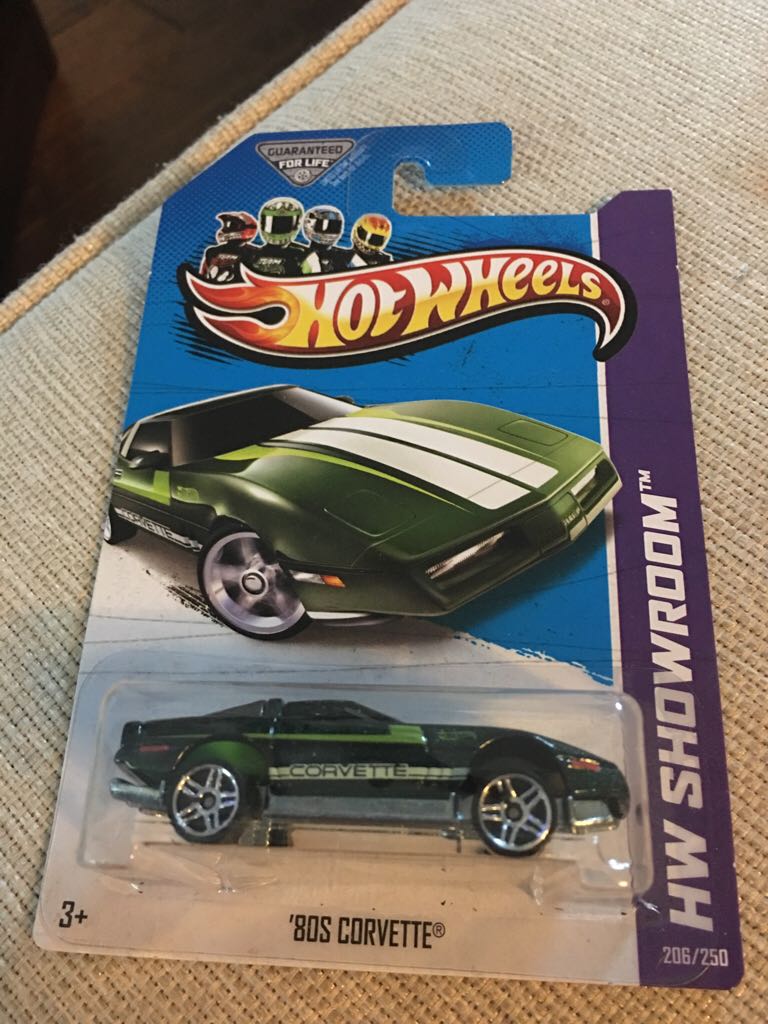 GUARANTEED
FOR LIFE
HOT WHEELS®
CORVETTE
CORVETTE
HW SHOWROOM™
3+
'80S CORVETTE®
206/250